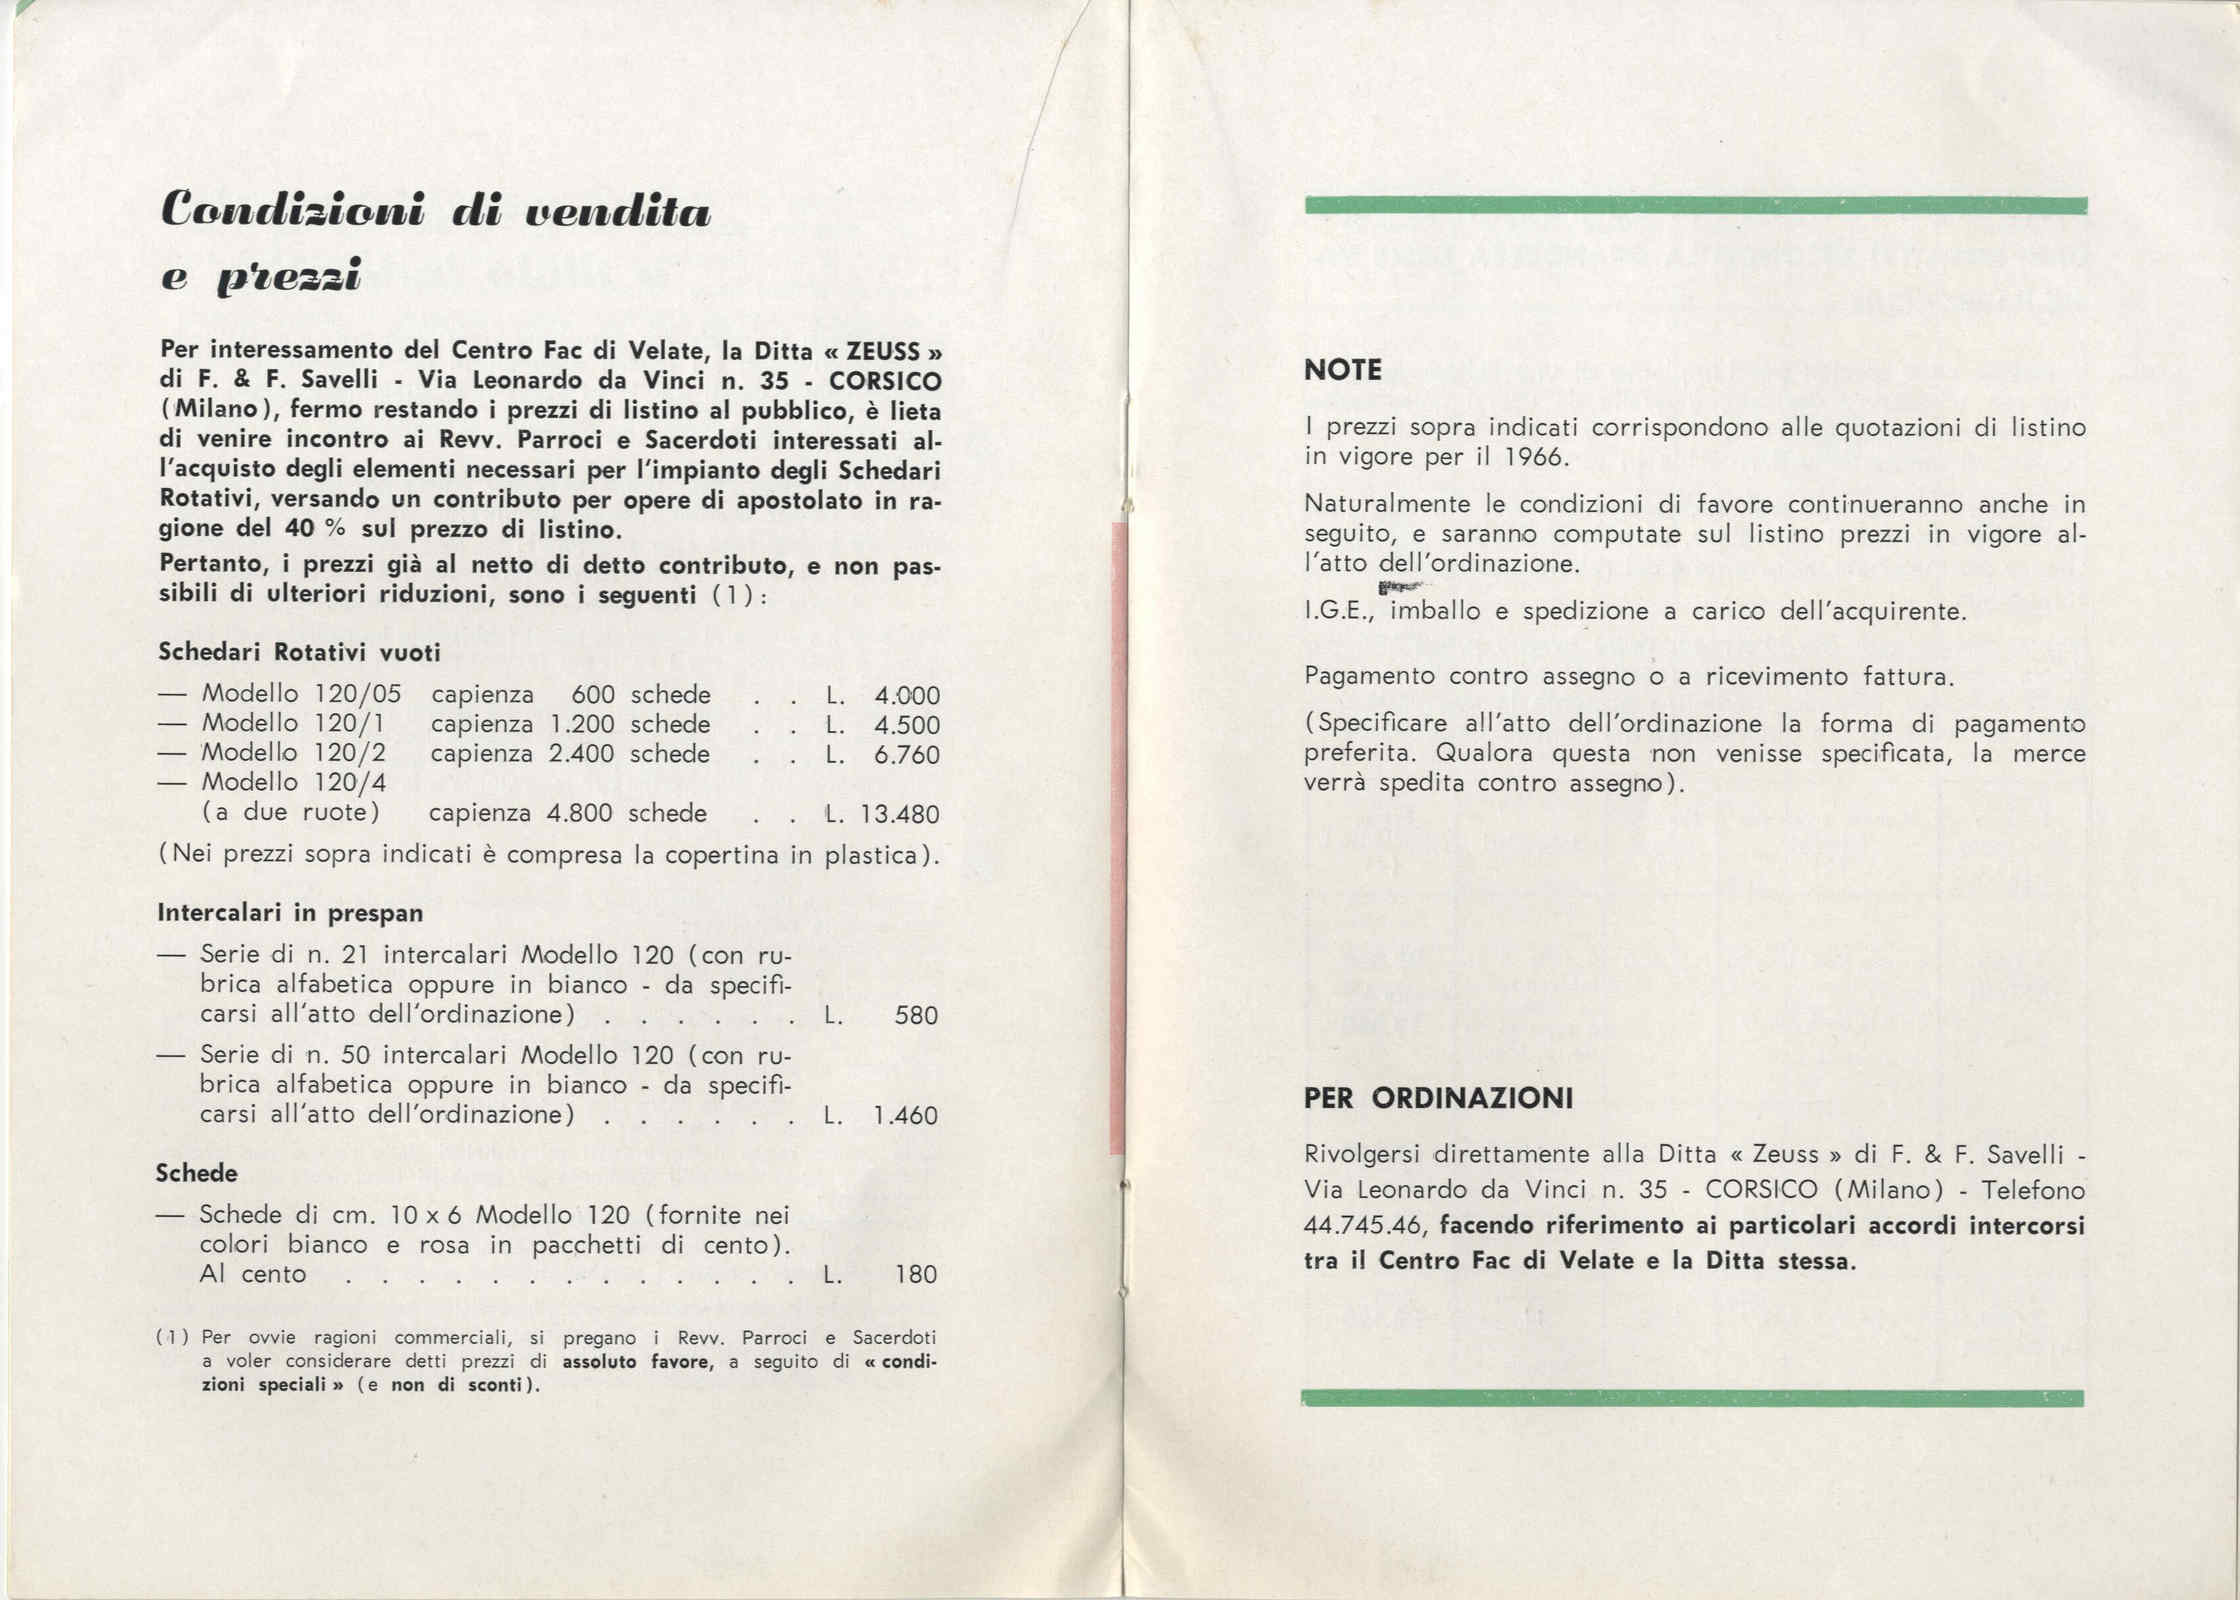 Condizioni di vendita
e prezzi
Per interessamento del Centro Fac di Velate, la Ditta « ZEUSS »
di F. & F. Savelli - Via Leonardo da Vinci n. 35 - CORSICO
(Milano), fermo restando i prezzi di listino al pubblico, è lieta
di venire incontro ai Revv. Parroci e Sacerdoti interessati al-
l'acquisto degli elementi necessari per l'impianto degli Schedari
Rotativi, versando un contributo per opere di apostolato in ra-
gione del 40 % sul prezzo di listino.
Pertanto, i prezzi già al netto di detto contributo, e non pas-
sibili di ulteriori riduzioni, sono i seguenti (1):
Schedari Rotativi vuoti
— Modello 120/05 capienza 600 schede . . L. 4.000
— Modello 120/1 capienza 1.200 schede . . L. 4.500
— Modello 120/2 capienza 2.400 schede . . L. 6.760
— Modello 120/4
(a due ruote) capienza 4.800 schede . . L. 13.480
(Nei prezzi sopra indicati è compresa la copertina in plastica).
Intercalari in prespan
— Serie di n. 21 intercalari Modello 120 (con ru-
brica alfabetica oppure in bianco - da specifi-
carsi all'atto dell'ordinazione) . . . . . . L. 580
— Serie di n. 50 intercalari Modello 120 (con ru-
brica alfabetica oppure in bianco - da specifi-
carsi all'atto dell'ordinazione) . . . . . . L. 1.460
Schede
— Schede di cm. 10 x 6 Modello 120 (fornite nei
colori bianco e rosa in pacchetti di cento).
Al cento . . . . . . . . . . . . . L. 180
(1) Per ovvie ragioni commerciali, si pregano i Revv. Parroci e Sacerdoti
a voler considerare detti prezzi di assoluto favore, a seguito di « condi-
zioni speciali » (e non di sconti).
NOTE
I prezzi sopra indicati corrispondono alle quotazioni di listino
in vigore per il 1966.
Naturalmente le condizioni di favore continueranno anche in
seguito, e saranno computate sul listino prezzi in vigore al-
l'atto dell'ordinazione.
I.G.E., imballo e spedizione a carico dell'acquirente.
Pagamento contro assegno o a ricevimento fattura.
(Specificare all'atto dell'ordinazione la forma di pagamento
preferita. Qualora questa non venisse specificata, la merce
verrà spedita contro assegno).
PER ORDINAZIONI
Rivolgersi direttamente alla Ditta « Zeuss » di F. & F. Savelli -
Via Leonardo da Vinci n. 35 - CORSICO (Milano) - Telefono
44.745.46, facendo riferimento ai particolari accordi intercorsi
tra il Centro Fac di Velate e la Ditta stessa.